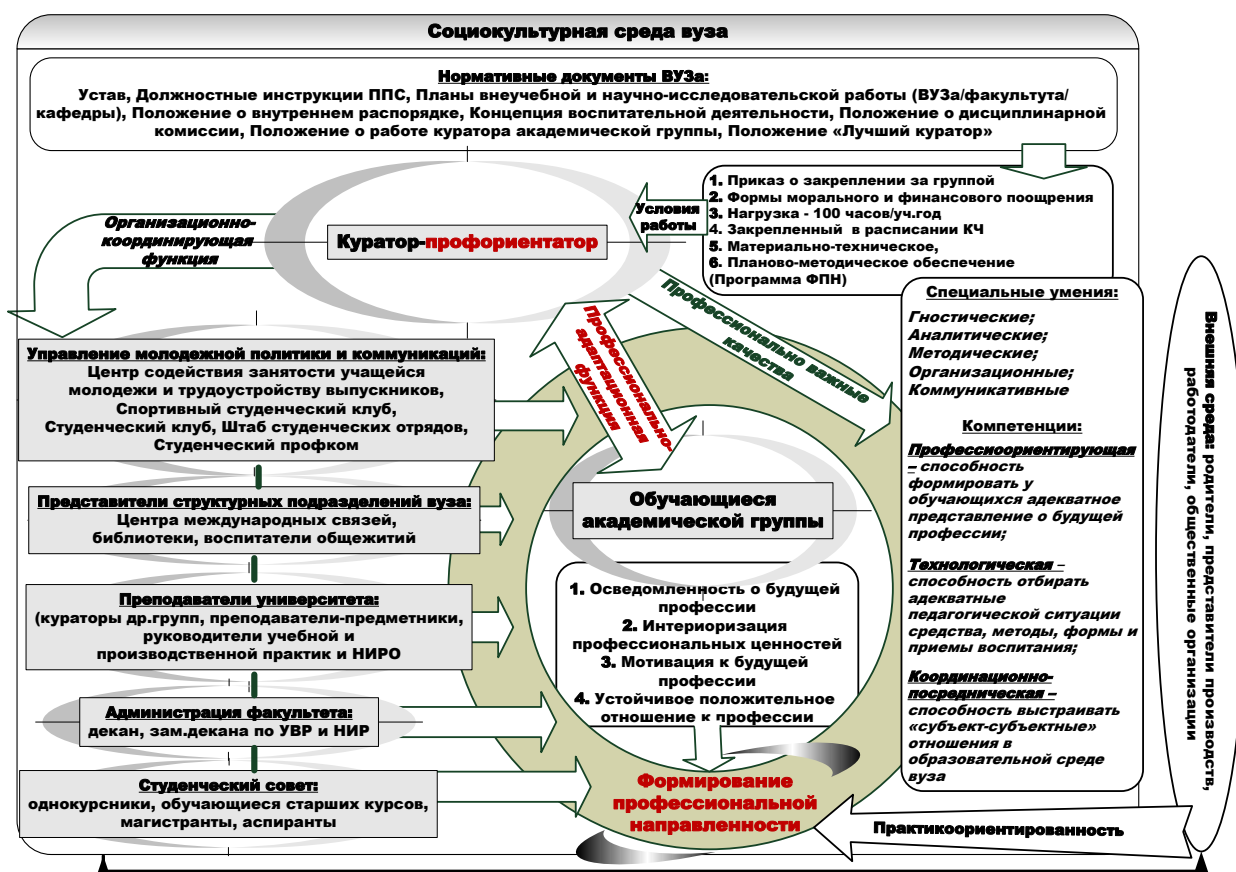 Социокультурная среда вуза
Нормативные документы ВУЗа:
Устав, Должностные инструкции ППС, Планы внеучебной и научно-исследовательской работы (ВУЗа/факультута/
кафедры), Положение о внутреннем распорядке, Концепция воспитательной деятельности, Положение о дисциплинарной
комиссии, Положение о работе куратора академической группы, Положение «Лучший куратор»
1. Приказ о закреплении за группой
2. Формы морального и финансового поощрения
3. Нагрузка - 100 часов/уч.год
4. Закрепленный в расписании КЧ
5. Материально-техническое,
6. Планово-методическое обеспечение
(Программа ФПН)
Условия
работы
Куратор-профориентатор
Организационно-
координирующая
функция
Профессионально-
адаптационная
функция
Профессионально важные
качества
Управление молодежной политики и коммуникаций:
Центр содействия занятости учащейся
молодежи и трудоустройству выпускников,
Спортивный студенческий клуб,
Студенческий клуб, Штаб студенческих отрядов,
Студенческий профком
Представители структурных подразделений вуза:
Центра международных связей,
библиотеки, воспитатели общежитий
Преподаватели университета:
(кураторы др.групп, преподаватели-предметники,
руководители учебной и
производственной практик и НИРО
Администрация факультета:
декан, зам.декана по УВР и НИР
Студенческий совет:
однокурсники, обучающиеся старших курсов,
магистранты, аспиранты
Обучающиеся
академической группы
1. Осведомленность о будущей
профессии
2. Интериоризация
профессиональных ценностей
3. Мотивация к будущей
профессии
4. Устойчивое положительное
отношение к профессии
Формирование
профессиональной
направленности
Специальные умения:
Гностические;
Аналитические;
Методические;
Организационные;
Коммуникативные
Компетенции:
Профессиоориентирующая
– способность
формировать у
обучающихся адекватное
представление о будущей
профессии;
Технологическая –
способность отбирать
адекватные
педагогической ситуации
средства, методы, формы и
приемы воспитания;
Координационно-
посредническая –
способность выстраивать
«субъект-субъектные»
отношения в
образовательной среде
вуза
Практикоориентированность
Внешняя среда: родители, представители производств,
работодатели, общественные организации